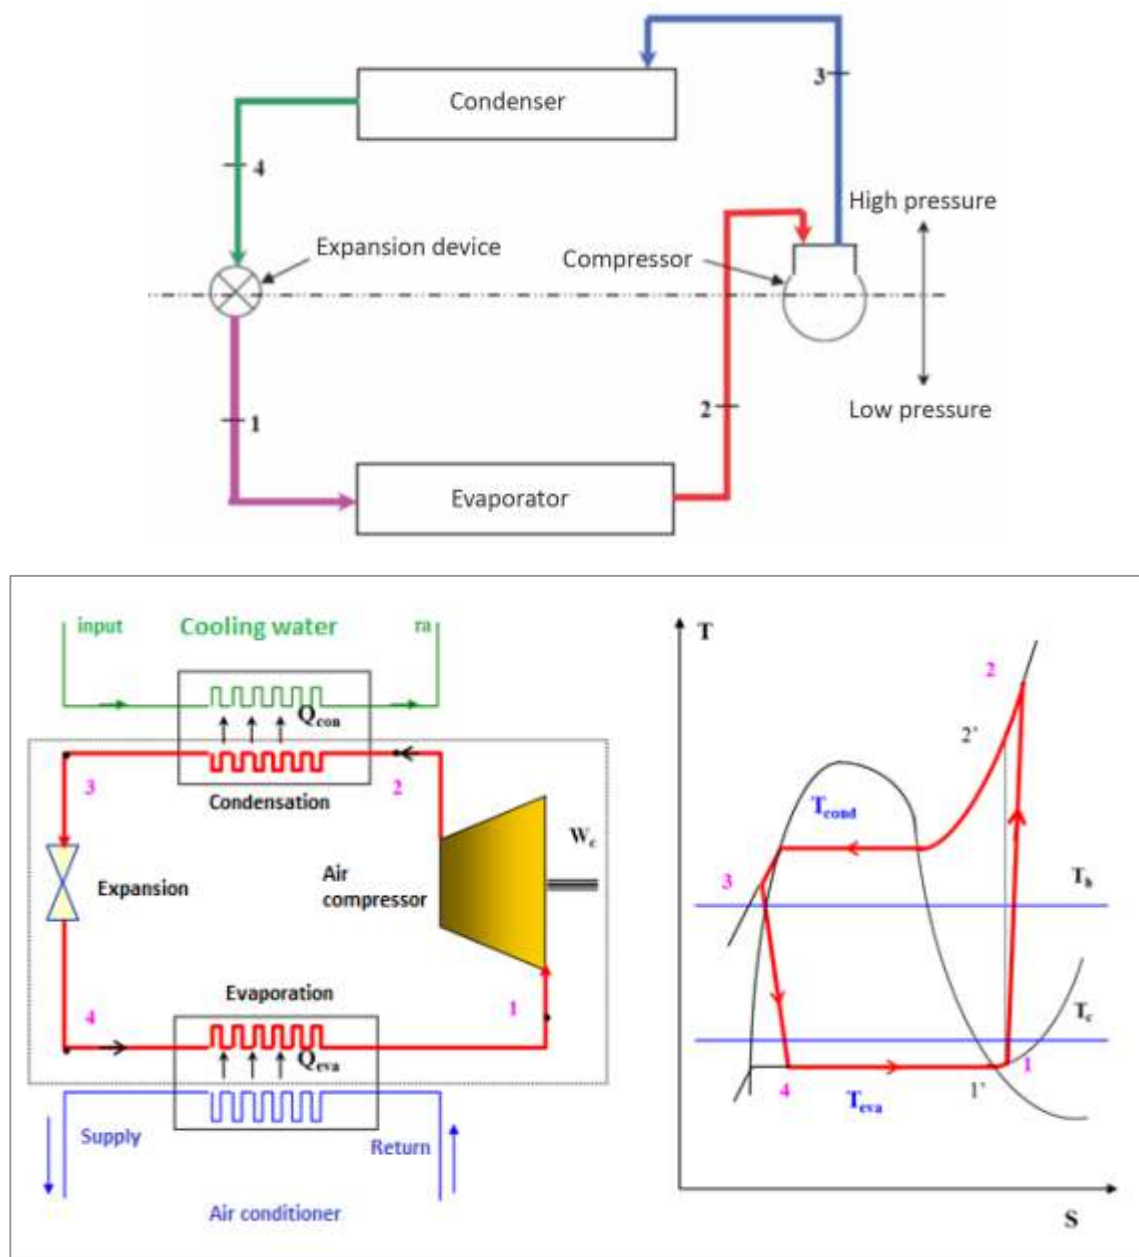 Condenser
3
4
High pressure
Expansion device
Compressor
1
2
Low pressure
Evaporator
input
Cooling water
ra
Qcon
3
Condensation
2
Wc
Expansion
Air
compressor
Evaporation
4
1
Qeva
Supply
Return
Air conditioner
T
2
2'
Tcond
3
Th
Tc
4
1'
1
Teva
S